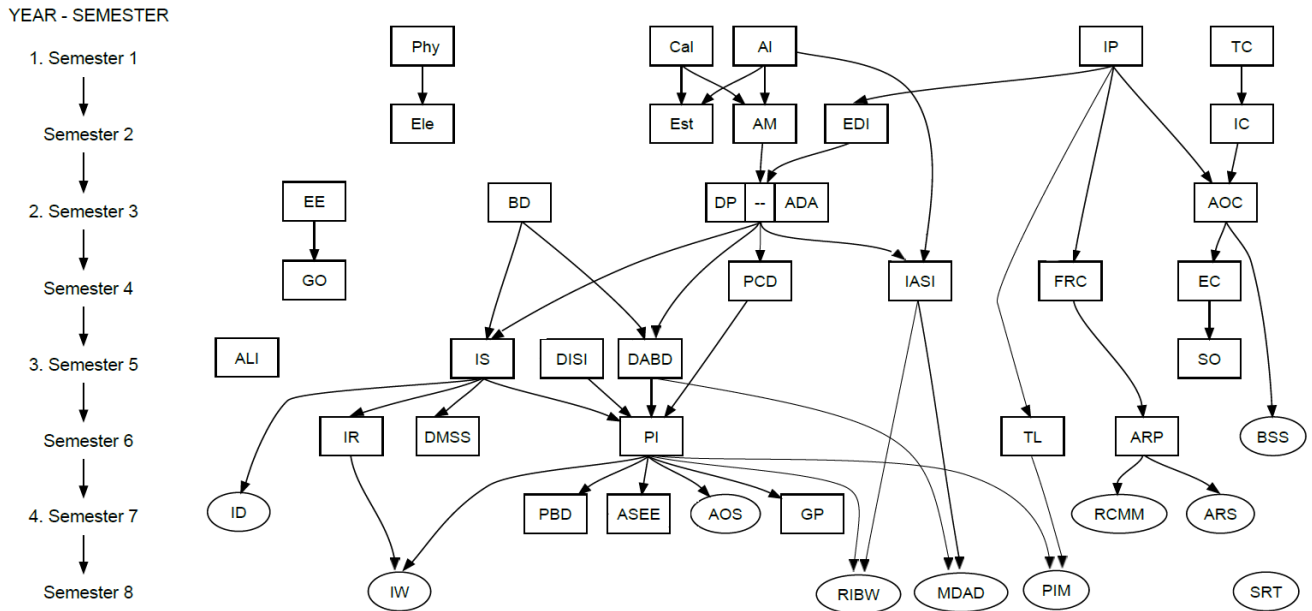 YEAR - SEMESTER
1. Semester 1
Phy
Cal
AI
IP
TC
Semester 2
Ele
Est
AM
EDI
IC
2. Semester 3
EE
BD
DP
--
ADA
AOC
Semester 4
GO
PCD
IASI
FRC
EC
3. Semester 5
ALI
IS
DISI
DABD
SO
Semester 6
IR
DMSS
PI
TL
ARP
BSS
4. Semester 7
ID
PBD
ASEE
AOS
GP
RCMM
ARS
Semester 8
IW
RIBW
MDAD
PIM
SRT